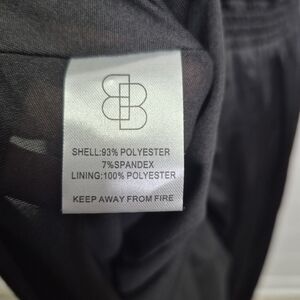 SHELL:93% POLYESTER
7%SPANDEX
LINING:100% POLYESTER
KEEP AWAY FROM FIRE